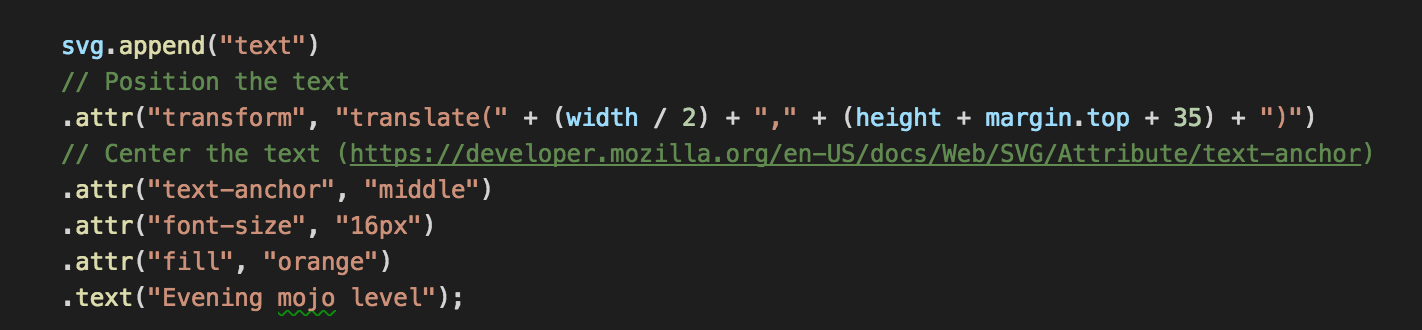 svg.append("text")
// Position the text
.attr("transform", "translate(" + (width / 2) + "," + (height + margin.top + 35) + ")")
// Center the text (https://developer.mozilla.org/en-US/docs/Web/SVG/Attribute/text-anchor)
.attr("text-anchor", "middle")
.attr("font-size", "16px")
.attr("fill", "orange")
.text("Evening mojo level");